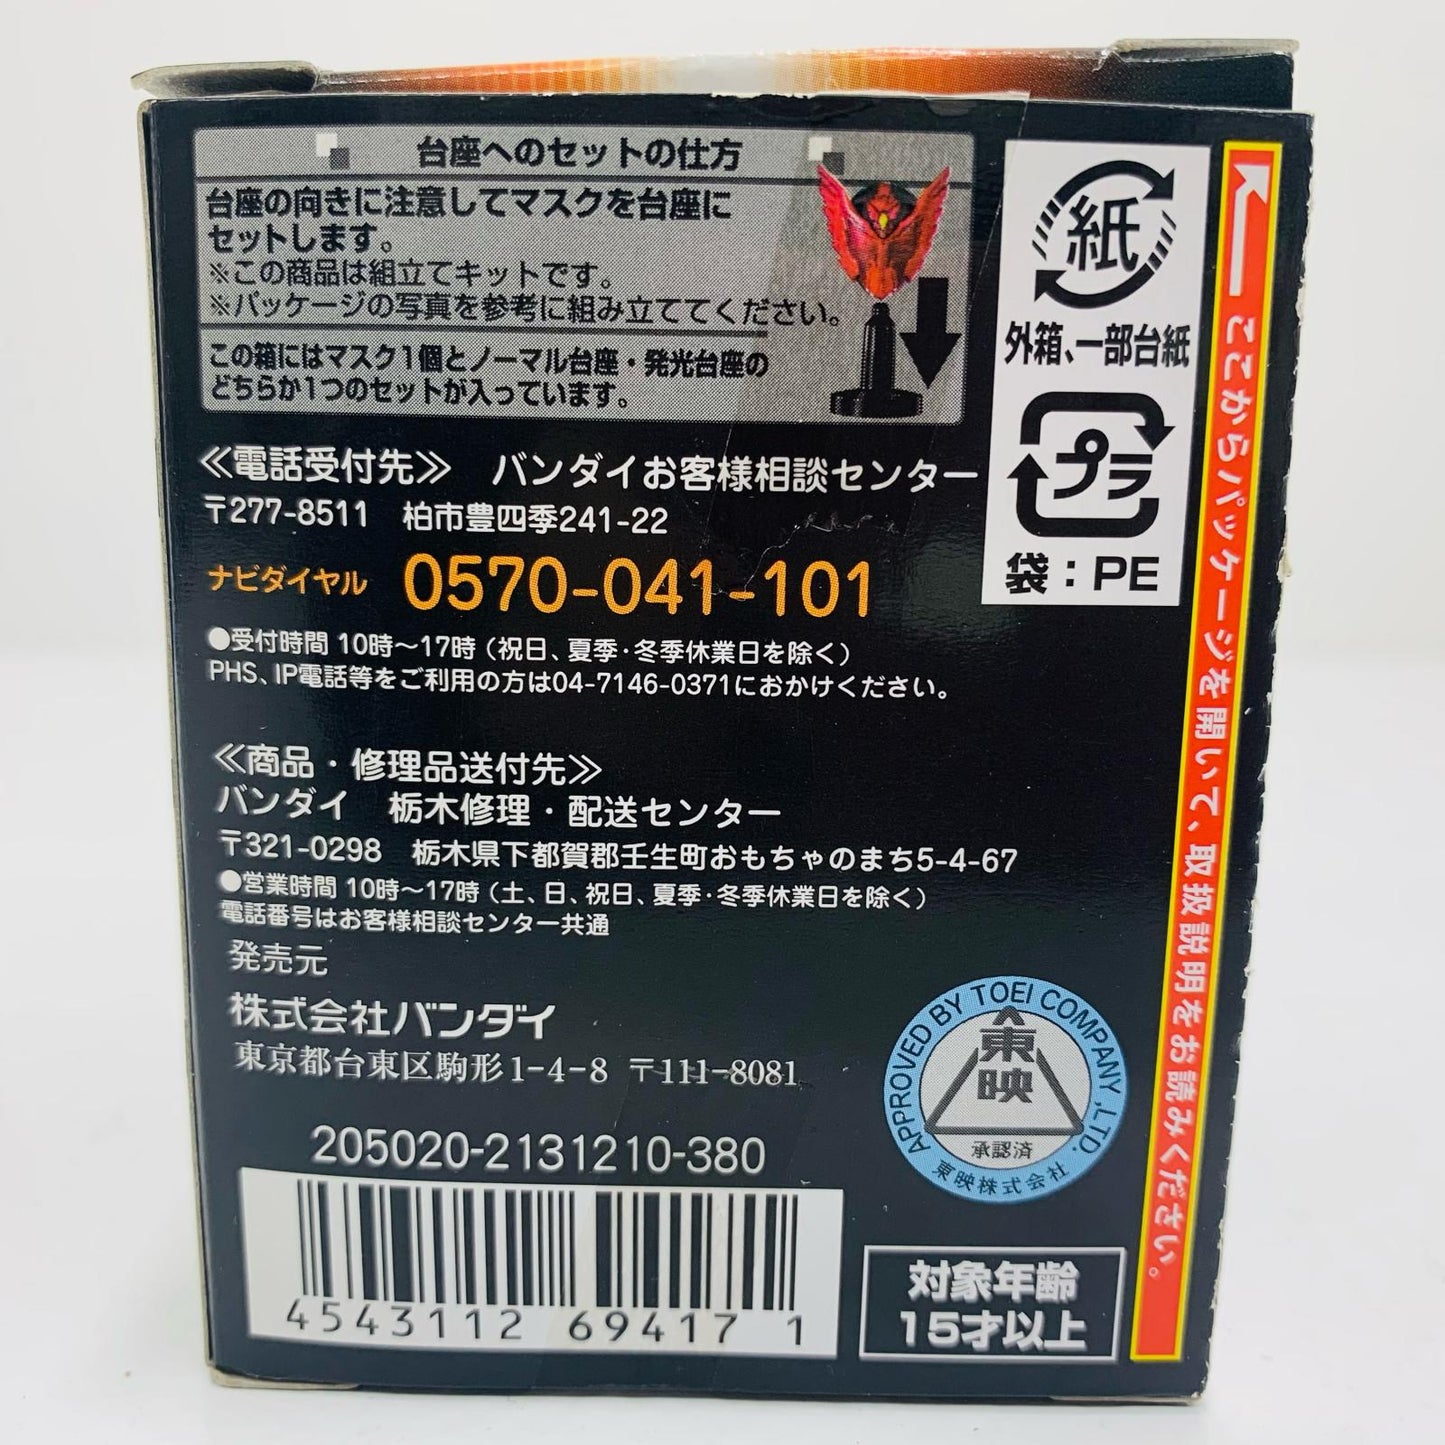 台座へのセットの仕方
台座の向きに注意してマスクを台座に
セットします。
※この商品は組立てキットです。
※パッケージの写真を参考に組み立ててください。
この箱にはマスク1個とノーマル台座・発光台座の
どちらか1つのセットが入っています。
紙
外箱、一部台紙
プラ
袋：PE
ここからパッケージを開いて、取扱説明をお読みください。
≪電話受付先≫　バンダイお客様相談センター
〒277-8511　柏市豊四季241-22
ナビダイヤル　0570-041-101
●受付時間 10時～17時（祝日、夏季･冬季休業日を除く）
PHS、IP電話等をご利用の方は04-7146-0371におかけください。
≪商品・修理品送付先≫
バンダイ　栃木修理・配送センター
〒321-0298　栃木県下都賀郡壬生町おもちゃのまち5-4-67
●営業時間 10時～17時（土、日、祝日、夏季･冬季休業日を除く）
電話番号はお客様相談センター共通
発売元
株式会社バンダイ
東京都台東区駒形1-4-8 〒111-8081
205020-2131210-380
4543112 69417 1
APPROVED BY TOEI COMPANY ,LTD.
東映
承認済
東映株式会社
対象年齢
15才以上